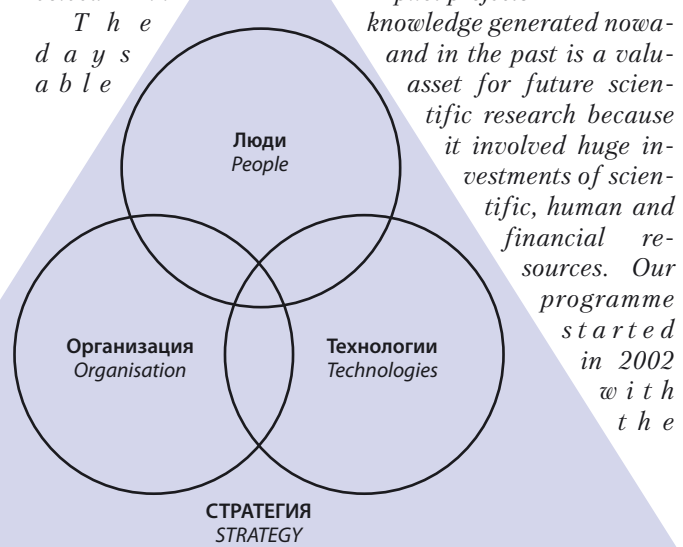 T h e knowledge generated nowa-
d a y s and in the past is a valu-
a b l e asset for future scien-
tific research because
it involved huge in-
vestments of scien-
tific, human and
financial re-
sources. Our
programme
s t a r t e d
in 2002
w i t h
t h e
Люди
People
Организация
Organisation
Технологии
Technologies
СТРАТЕГИЯ
STRATEGY